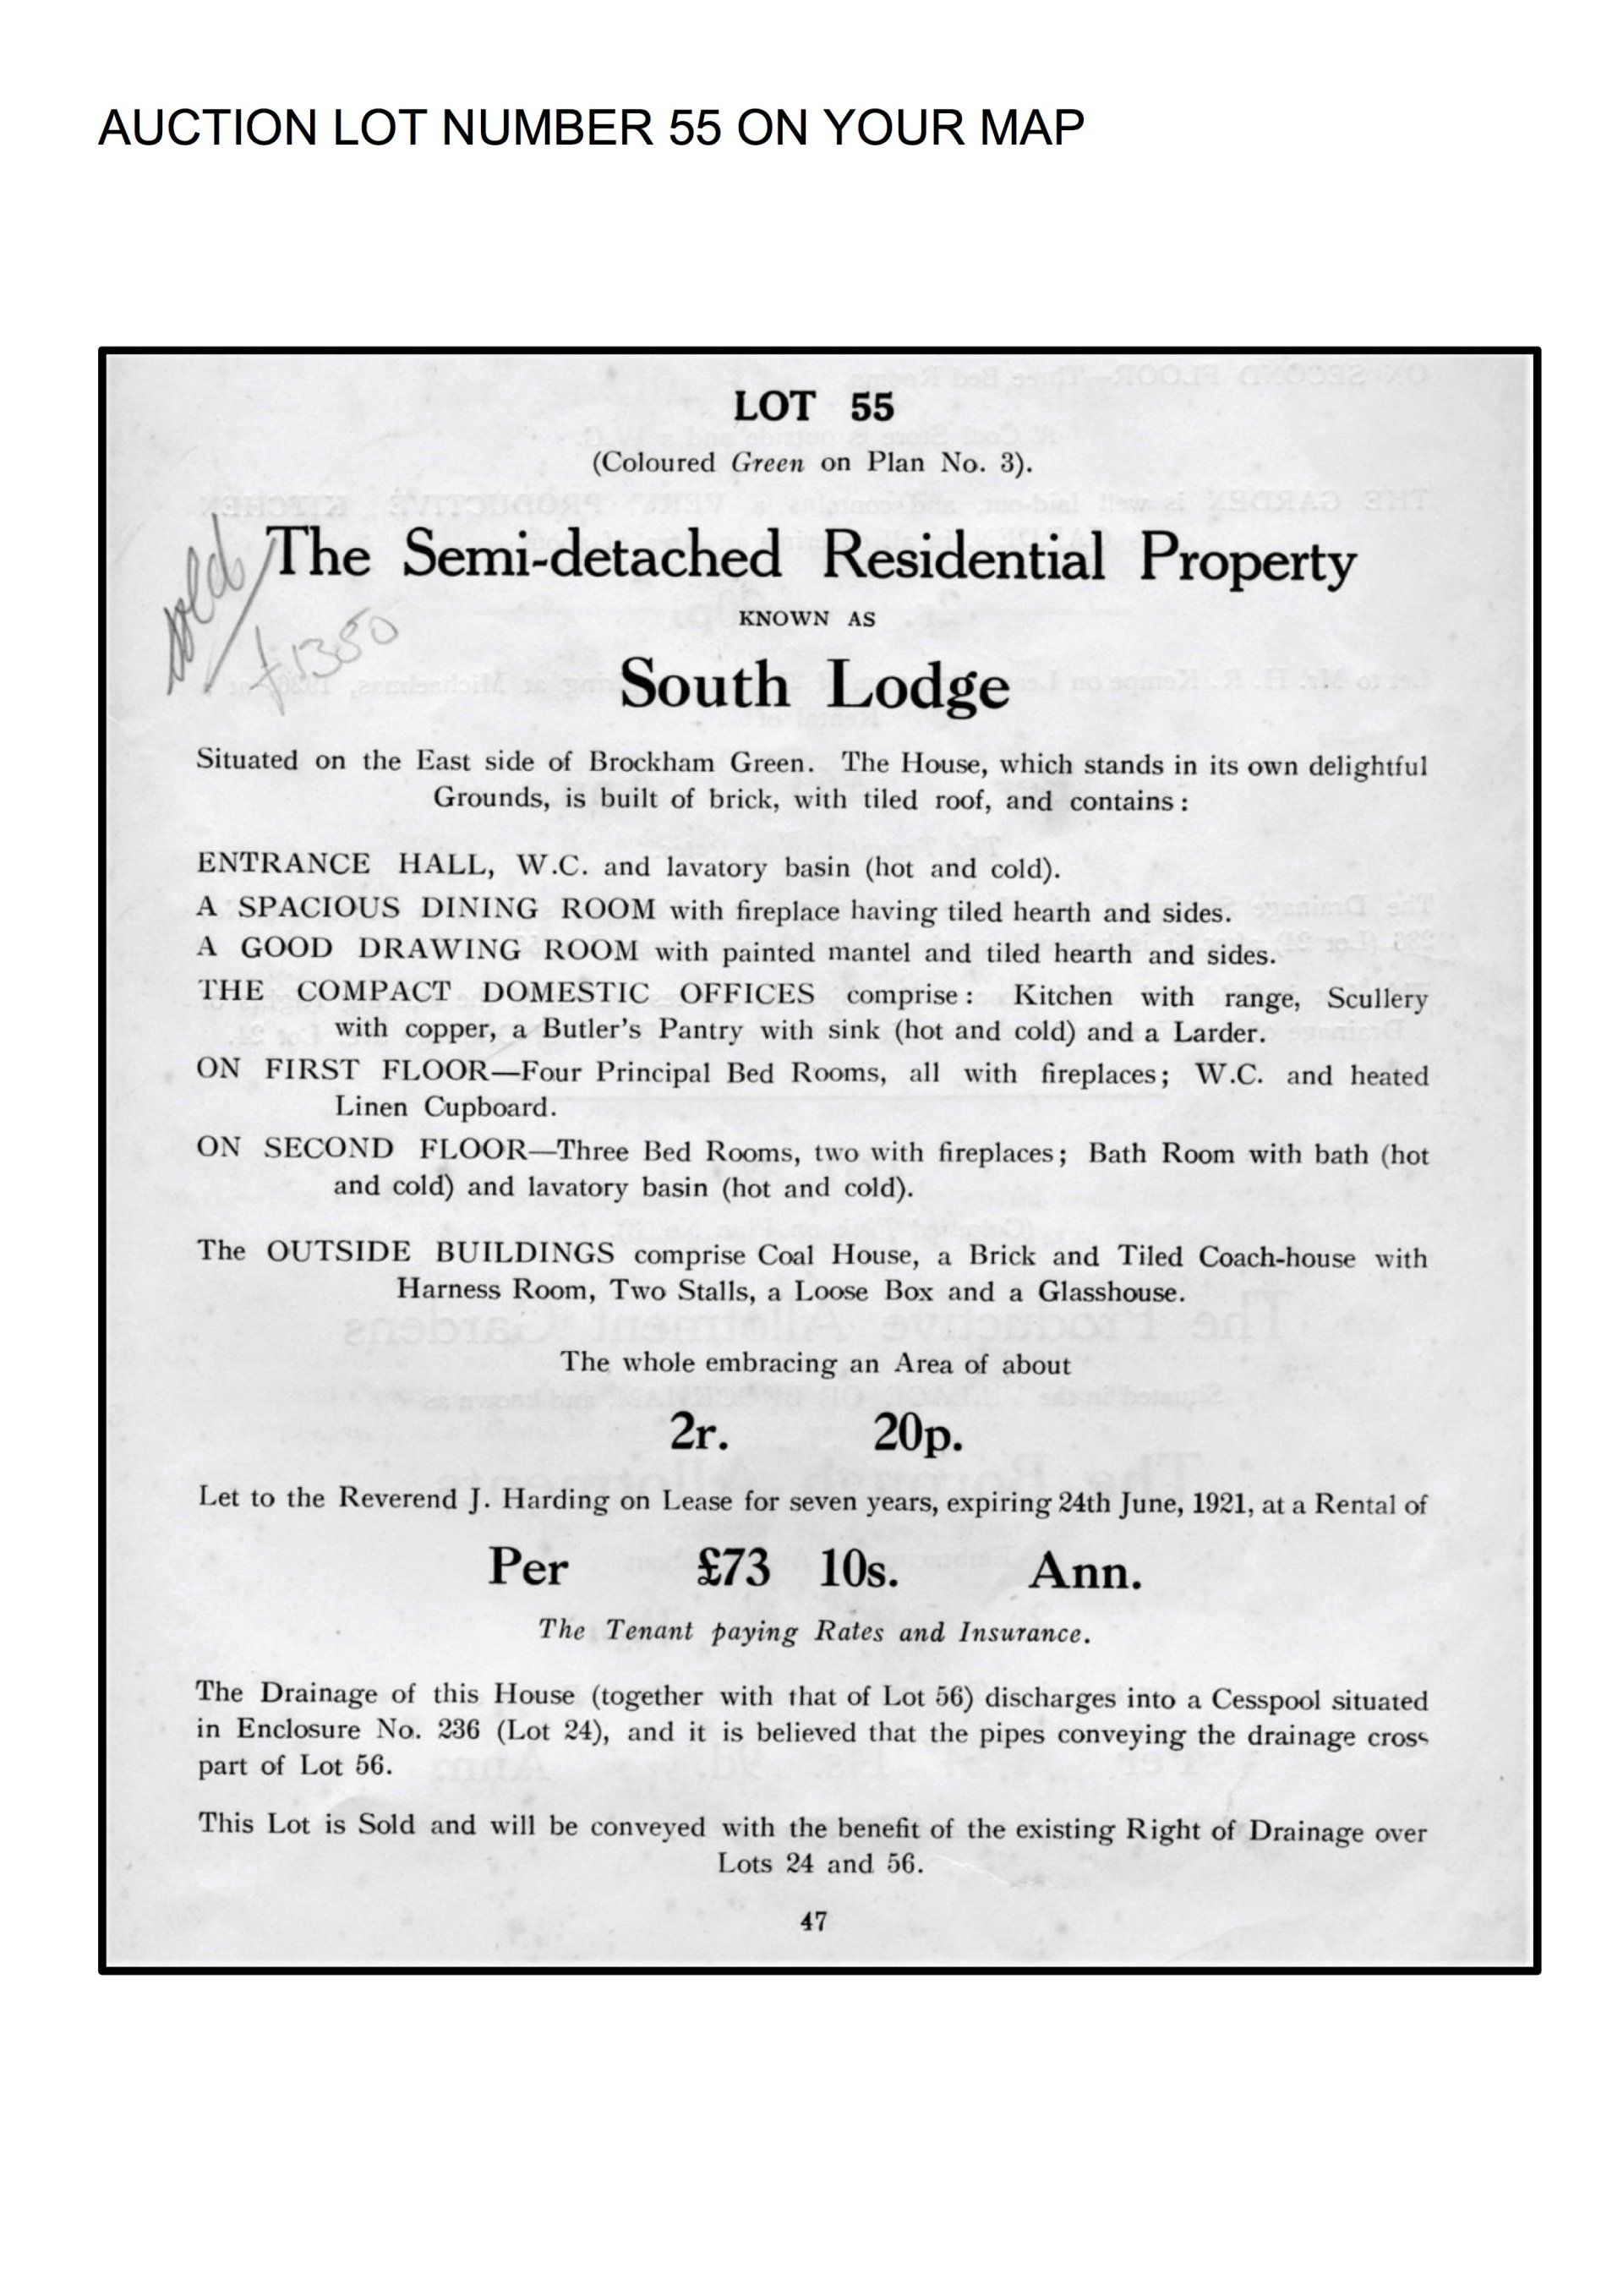 AUCTION LOT NUMBER 55 ON YOUR MAP
LOT 55
(Coloured Green on Plan No. 3).
sold
The Semi-detached Residential Property
£1350
KNOWN AS
South Lodge
Situated on the East side of Brockham Green. The House, which stands in its own delightful
Grounds, is built of brick, with tiled roof, and contains:
ENTRANCE HALL, W.C. and lavatory basin (hot and cold).
A SPACIOUS DINING ROOM with fireplace having tiled hearth and sides.
A GOOD DRAWING ROOM with painted mantel and tiled hearth and sides.
THE COMPACT DOMESTIC OFFICES comprise: Kitchen with range, Scullery
with copper, a Butler's Pantry with sink (hot and cold) and a Larder.
ON FIRST FLOOR—Four Principal Bed Rooms, all with fireplaces; W.C. and heated
Linen Cupboard.
ON SECOND FLOOR—Three Bed Rooms, two with fireplaces; Bath Room with bath (hot
and cold) and lavatory basin (hot and cold).
The OUTSIDE BUILDINGS comprise Coal House, a Brick and Tiled Coach-house with
Harness Room, Two Stalls, a Loose Box and a Glasshouse.
The whole embracing an Area of about
2r. 20p.
Let to the Reverend J. Harding on Lease for seven years, expiring 24th June, 1921, at a Rental of
Per £73 10s. Ann.
The Tenant paying Rates and Insurance.
The Drainage of this House (together with that of Lot 56) discharges into a Cesspool situated
in Enclosure No. 236 (Lot 24), and it is believed that the pipes conveying the drainage cross
part of Lot 56.
This Lot is Sold and will be conveyed with the benefit of the existing Right of Drainage over
Lots 24 and 56.
47